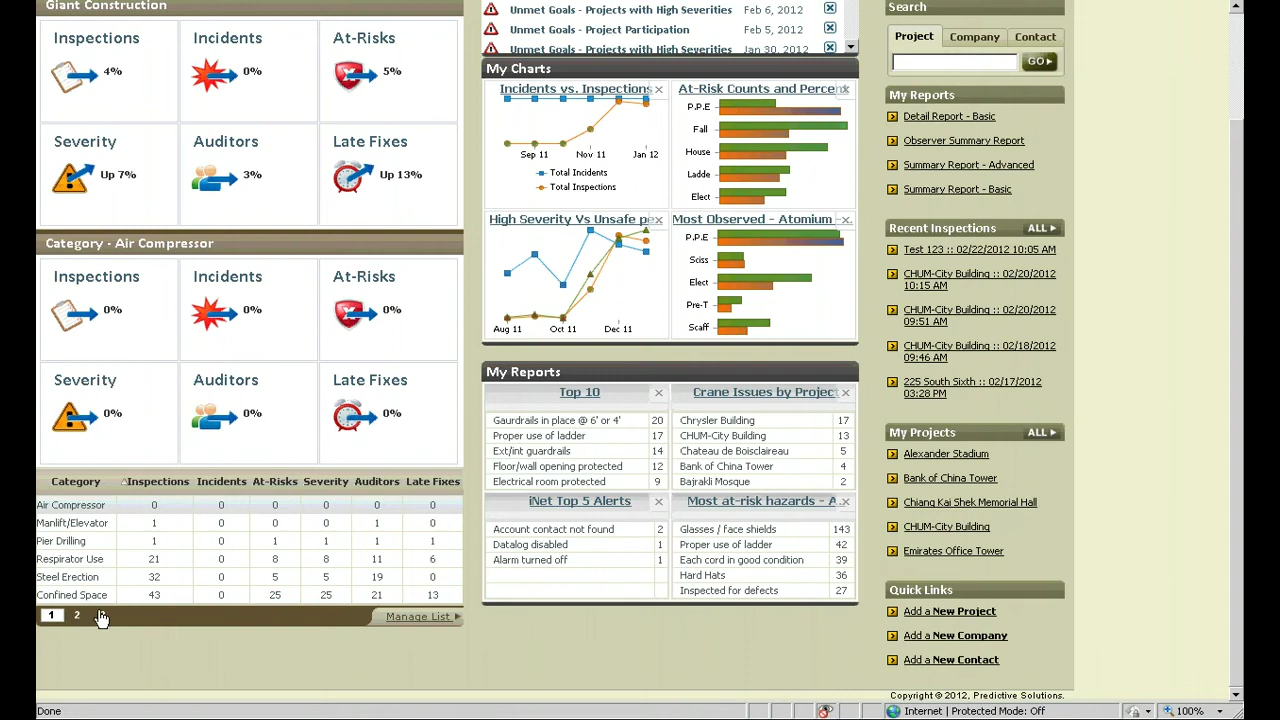 Giant Construction
Inspections
4%
Incidents
0%
At-Risks
5%
Severity
Up 7%
Auditors
3%
Late Fixes
Up 13%
Category - Air Compressor
Inspections
0%
Incidents
0%
At-Risks
0%
Severity
0%
Auditors
0%
Late Fixes
0%
Category Inspections Incidents At-Risks Severity Auditors Late Fixes
Air Compressor 0 0 0 0 0 0
Manlift/Elevator 1 0 0 0 1 0
Pier Drilling 1 0 1 1 1 1
Respirator Use 21 0 8 8 11 6
Steel Erection 32 0 5 5 19 0
Confined Space 43 0 25 25 21 13
1 2
Manage List
Unmet Goals - Projects with High Severities Feb 6, 2012
Unmet Goals - Project Participation Feb 5, 2012
Unmet Goals - Projects with High Severities Jan 30, 2012
My Charts
Incidents vs. Inspections
Sep 11 Nov 11 Jan 12
Total Incidents
Total Inspections
At-Risk Counts and Percen
P.P.E
Fall
House
Ladde
Elect
High Severity Vs Unsafe pe
Aug 11 Oct 11 Dec 11
Most Observed - Atomium
P.P.E
Sciss
Elect
Pre-T
Scaff
My Reports
Top 10
Gaurdrails in place @ 6' or 4' 20
Proper use of ladder 17
Ext/int guardrails 14
Floor/wall opening protected 12
Electrical room protected 9
Crane Issues by Project
Chrysler Building 17
CHUM-City Building 13
Chateau de Boisclaireau 5
Bank of China Tower 4
Bajrakli Mosque 2
iNet Top 5 Alerts
Account contact not found 2
Datalog disabled 1
Alarm turned off 1
Most at-risk hazards - A
Glasses / face shields 143
Proper use of ladder 42
Each cord in good condition 39
Hard Hats 36
Inspected for defects 27
Search
Project Company Contact
GO
My Reports
Detail Report - Basic
Observer Summary Report
Summary Report - Advanced
Summary Report - Basic
Recent Inspections ALL
Test 123 :: 02/22/2012 10:05 AM
CHUM-City Building :: 02/20/2012
10:15 AM
CHUM-City Building :: 02/20/2012
09:51 AM
CHUM-City Building :: 02/18/2012
09:46 AM
225 South Sixth :: 02/17/2012
03:28 PM
My Projects ALL
Alexander Stadium
Bank of China Tower
Chiang Kai Shek Memorial Hall
CHUM-City Building
Emirates Office Tower
Quick Links
Add a New Project
Add a New Company
Add a New Contact
Copyright © 2012, Predictive Solutions.
Done
Internet | Protected Mode: Off
100%